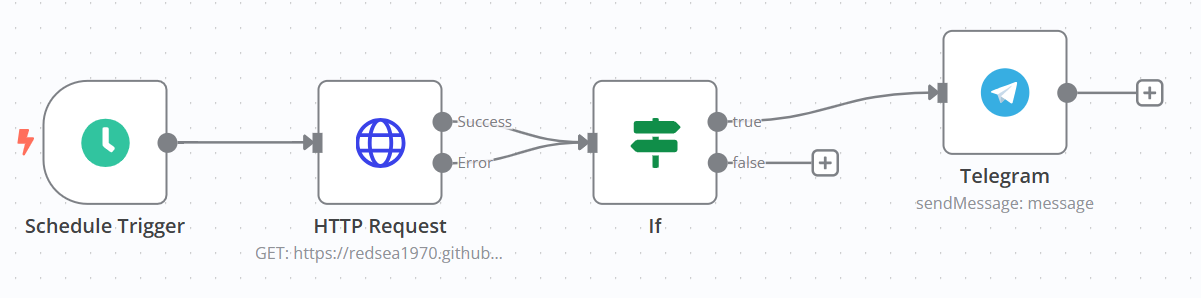 Success
Error
true
false
Schedule Trigger
HTTP Request
GET: https://redsea1970.github...
If
Telegram
sendMessage: message